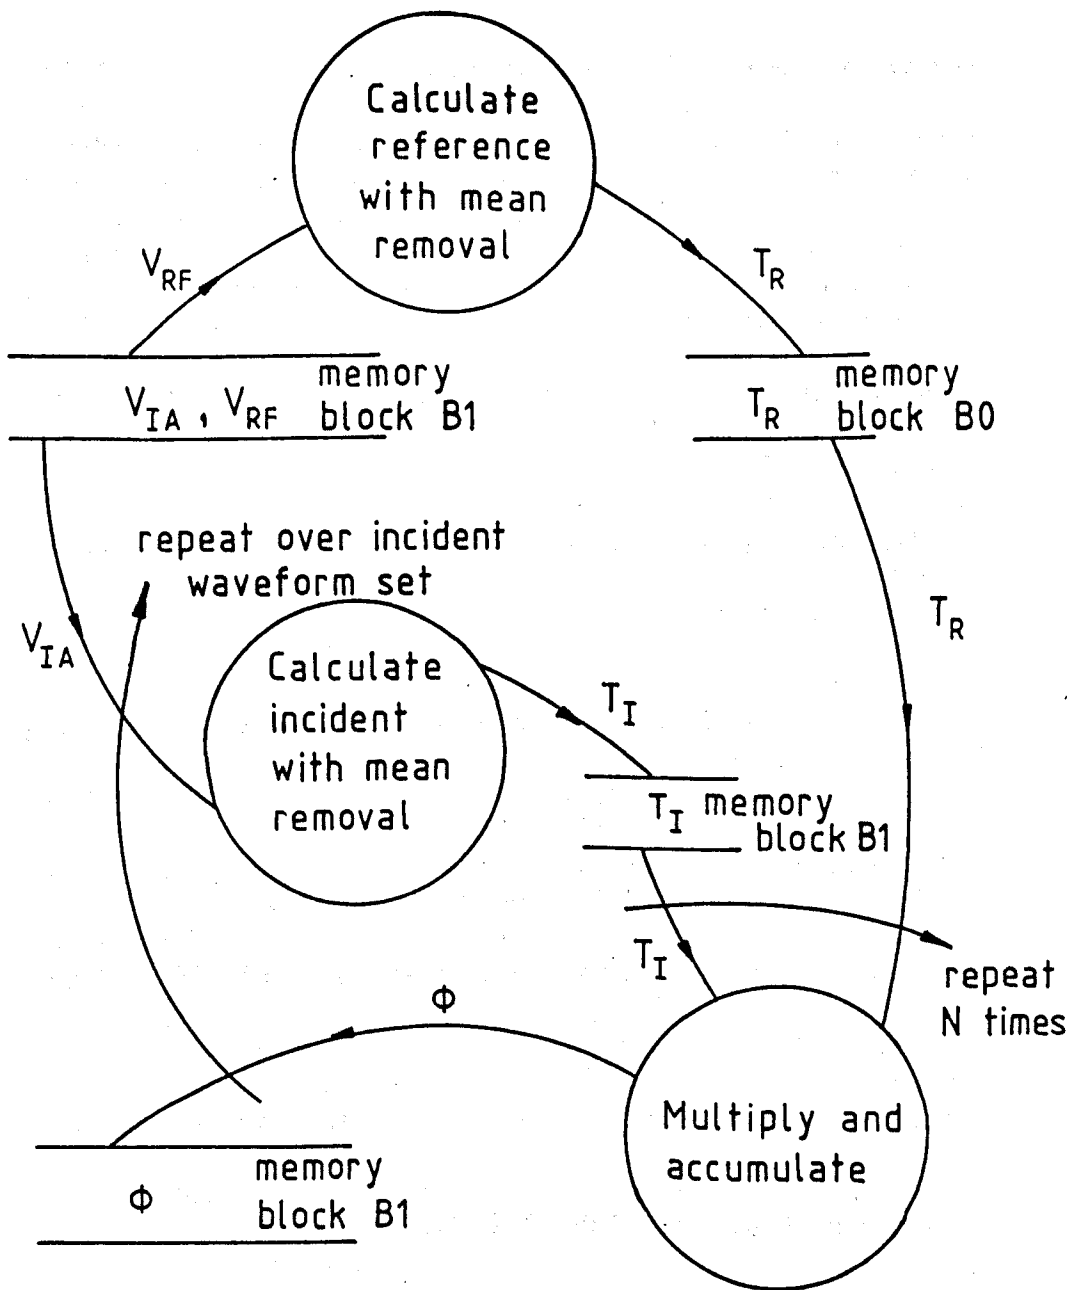 Calculate
reference
with mean
removal
V_RF
T_R
memory
V_IA , V_RF block B1
memory
T_R block B0
repeat over incident
waveform set
V_IA
T_R
Calculate
incident
with mean
removal
T_I
T_I memory
block B1
T_I
repeat
N times
Φ
Multiply and
accumulate
memory
Φ block B1